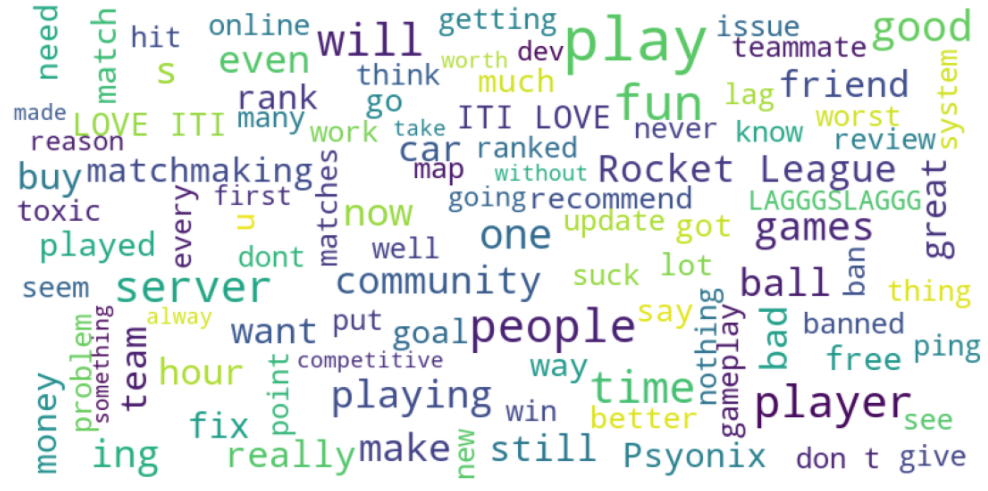 need
match
hit
online
getting
play
issue
good
s
even
will
dev
teammate
worth
think
much
friend
system
made
LOVE ITI
rank
go
fun
lag
worst
many
work
take
ITI LOVE
never
know
review
reason
car
ranked
buy
matchmaking
map
without
Rocket League
great
toxic
every
first
matches
now
going
recommend
LAGGGSLAGGG
u
played
dont
well
one
update
got
games
seem
server
community
suck
lot
ball
ban
thing
problem
something
alway
want
put
goal
people
say
nothing
gameplay
bad
banned
team
hour
point
competitive
way
free
ping
money
playing
win
time
better
player
see
fix
ing
really
make
new
still
Psyonix
don t
give